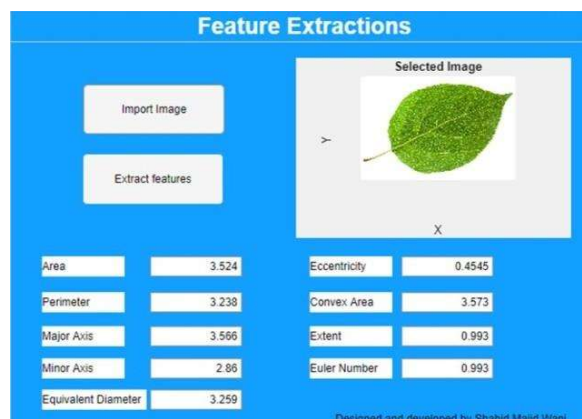 Feature Extractions
Import Image
Extract features
Selected Image
Y
X
Area 3.524
Perimeter 3.238
Major Axis 3.566
Minor Axis 2.86
Equivalent Diameter 3.259
Eccentricity 0.4545
Convex Area 3.573
Extent 0.993
Euler Number 0.993
Designed and developed by Shahid Majid Wani